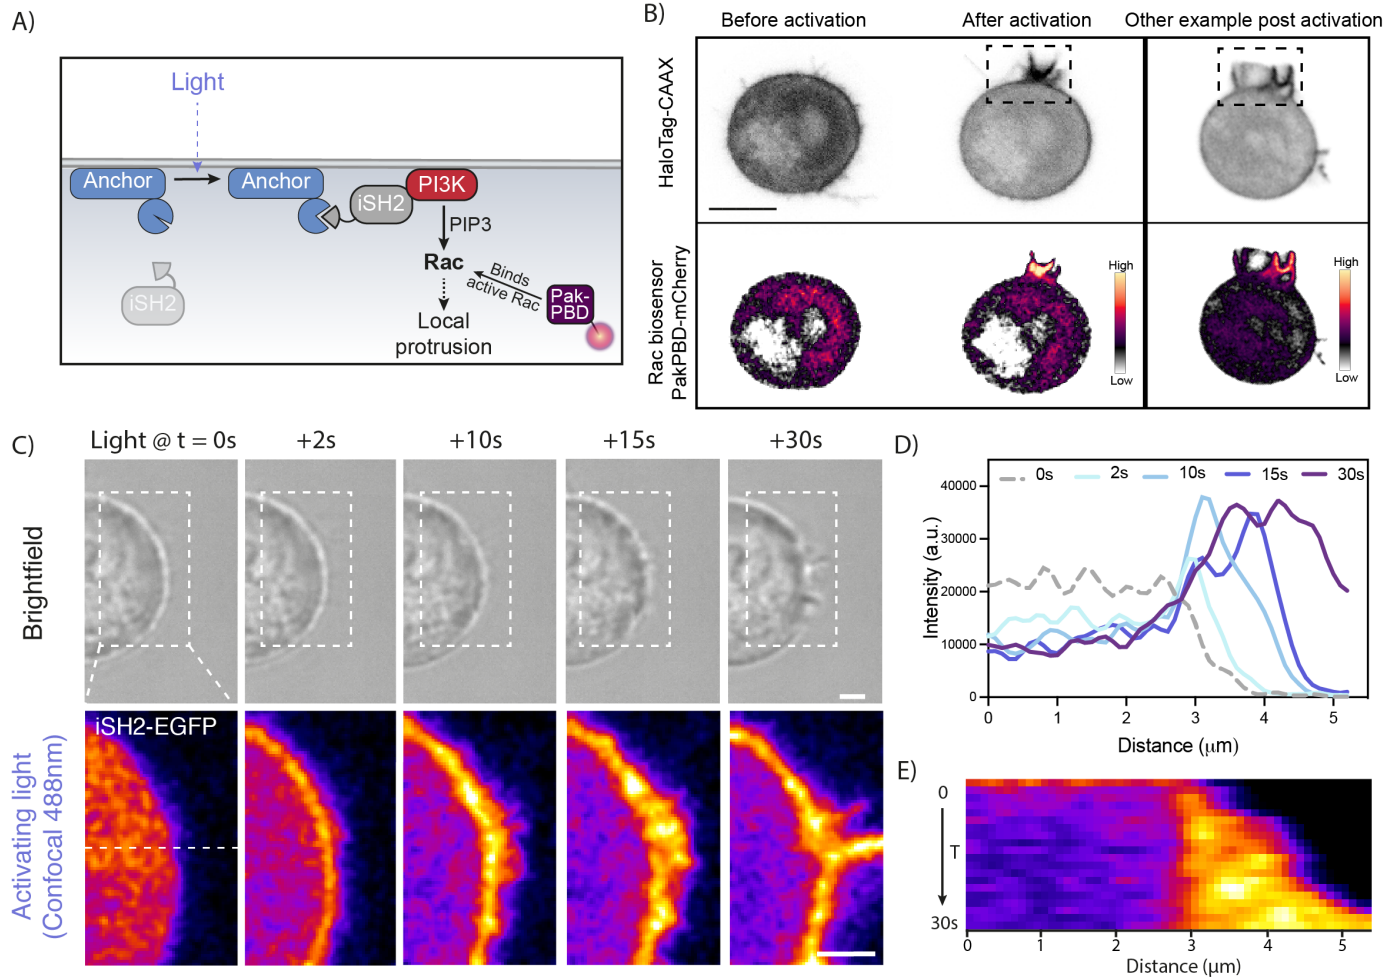 A)
Light
Anchor
Anchor
PI3K
iSH2
PIP3
Rac
Binds
active Rac
Pak-
PBD
iSH2
Local
protrusion
B)
Before activation
After activation
Other example post activation
HaloTag-CAAX
Rac biosensor
PakPBD-mCherry
High
Low
High
Low
C)
Light @ t = 0s
+2s
+10s
+15s
+30s
Brightfield
iSH2-EGFP
Activating light
(Confocal 488nm)
D)
0s
2s
10s
15s
30s
40000
30000
20000
10000
0
Intensity (a.u.)
0
1
2
3
4
5
Distance (μm)
E)
0
T
30s
0
1
2
3
4
5
Distance (μm)